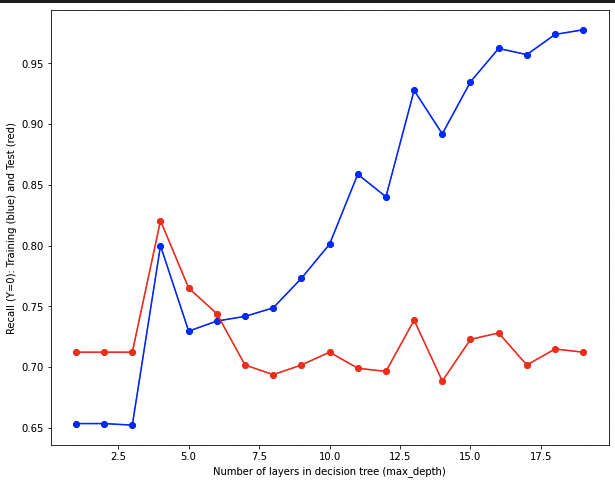 Recall (Y=0): Training (blue) and Test (red)
0.95
0.90
0.85
0.80
0.75
0.70
0.65
2.5 5.0 7.5 10.0 12.5 15.0 17.5
Number of layers in decision tree (max_depth)